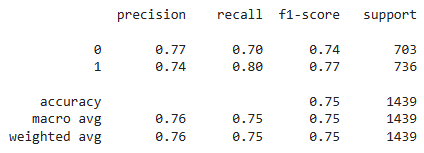 precision recall f1-score support
0 0.77 0.70 0.74 703
1 0.74 0.80 0.77 736
accuracy 0.75 1439
macro avg 0.76 0.75 0.75 1439
weighted avg 0.76 0.75 0.75 1439